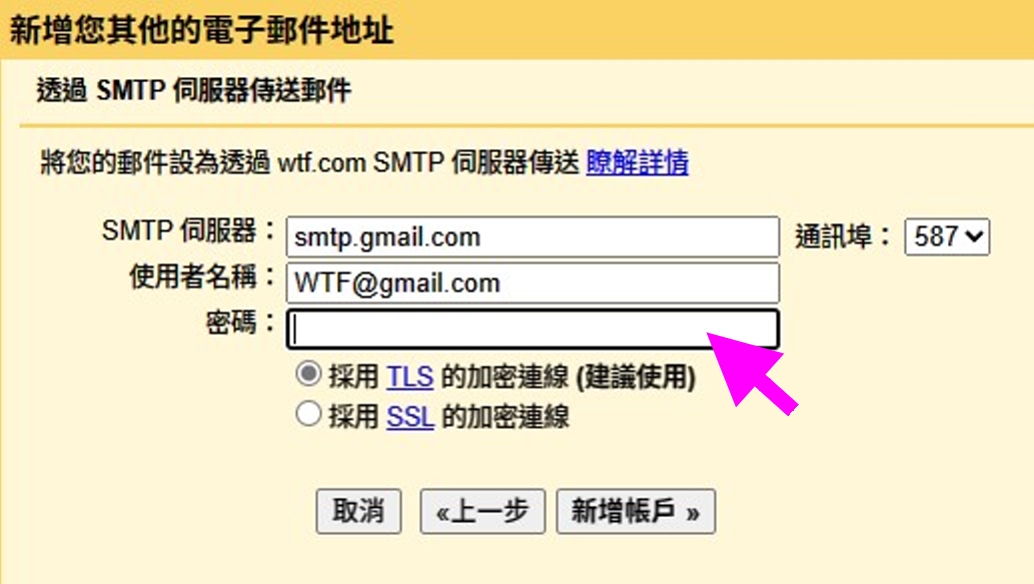 新增您其他的電子郵件地址
透過 SMTP 伺服器傳送郵件
將您的郵件設為透過 wtf.com SMTP 伺服器傳送 瞭解詳情
SMTP 伺服器： smtp.gmail.com 通訊埠： 587
使用者名稱： WTF@gmail.com
密碼：
採用 TLS 的加密連線 (建議使用)
採用 SSL 的加密連線
取消 «上一步 新增帳戶 »